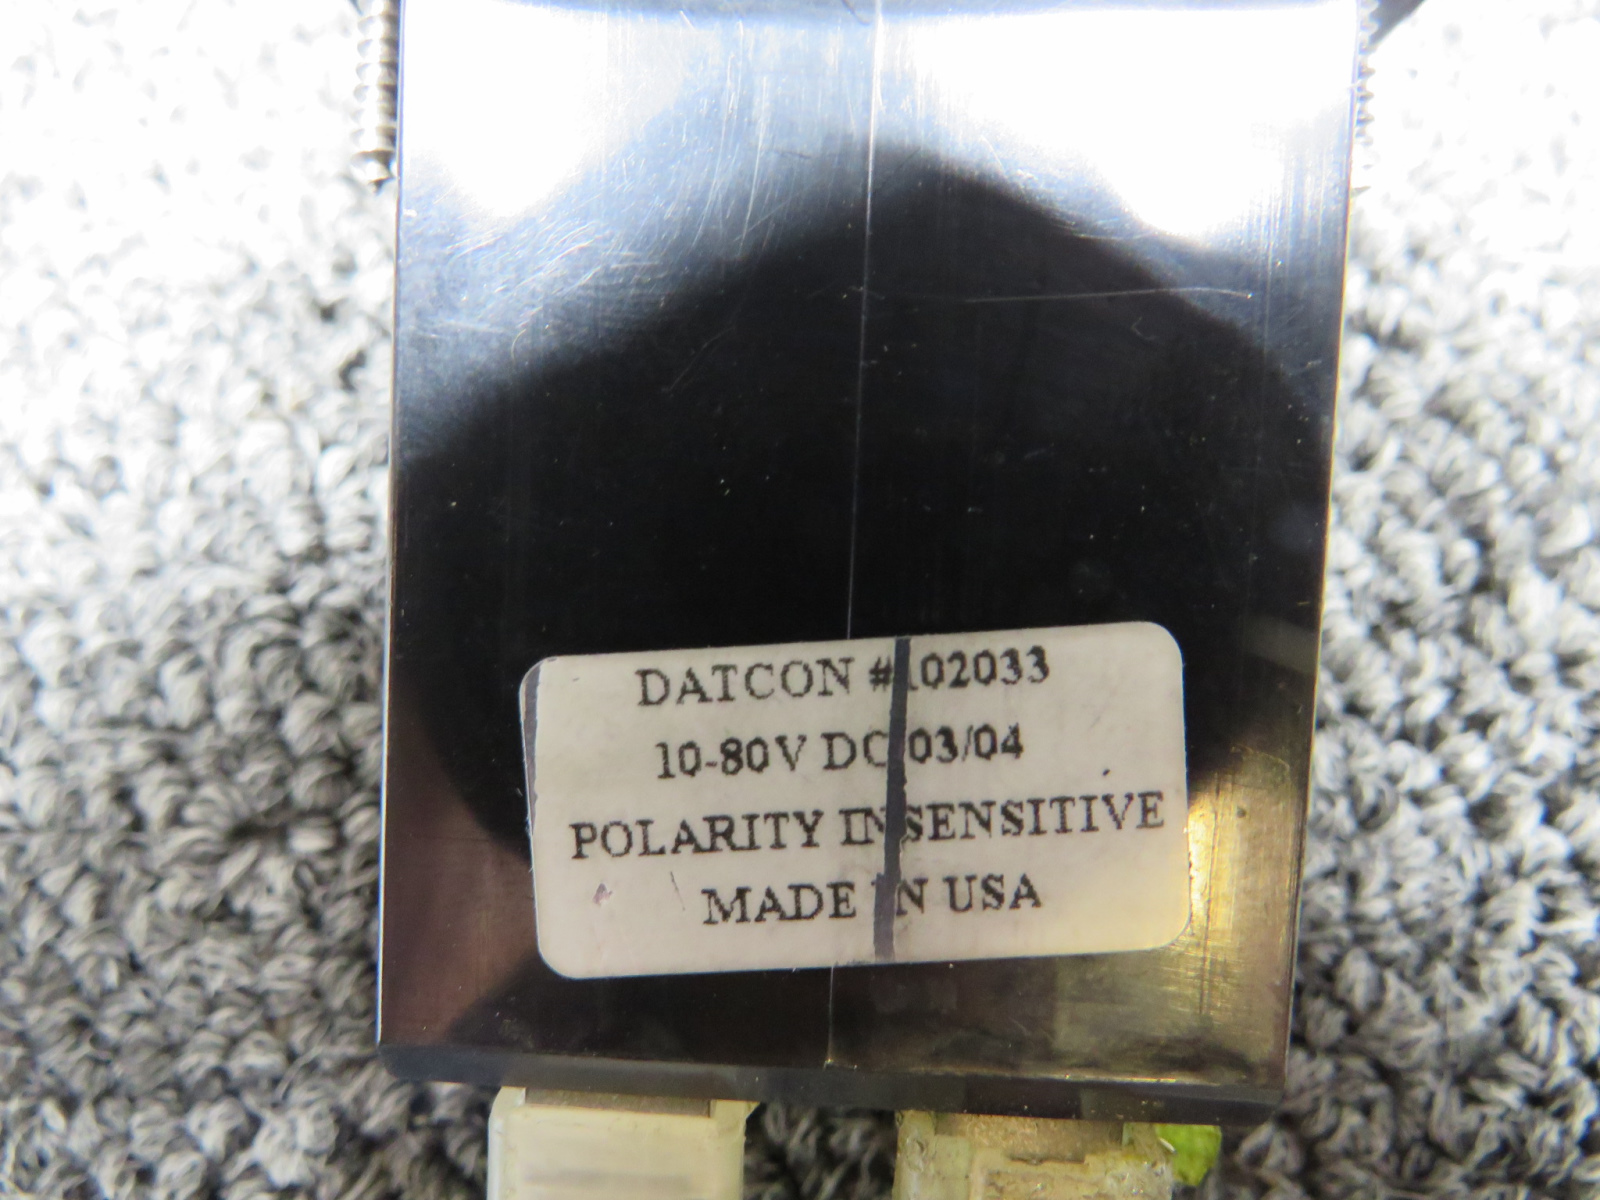 DATCON #102033
10-80V DC 03/04
POLARITY INSENSITIVE
MADE IN USA